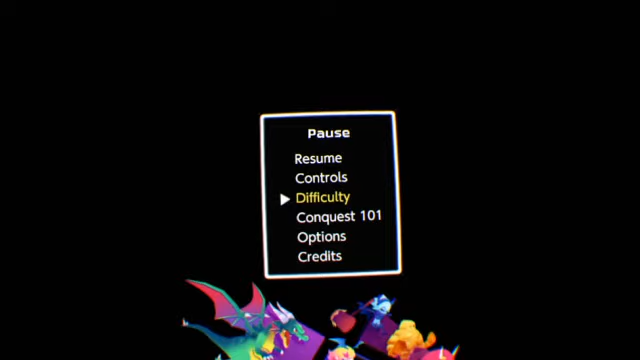 Pause
Resume
Controls
Difficulty
Conquest 101
Options
Credits